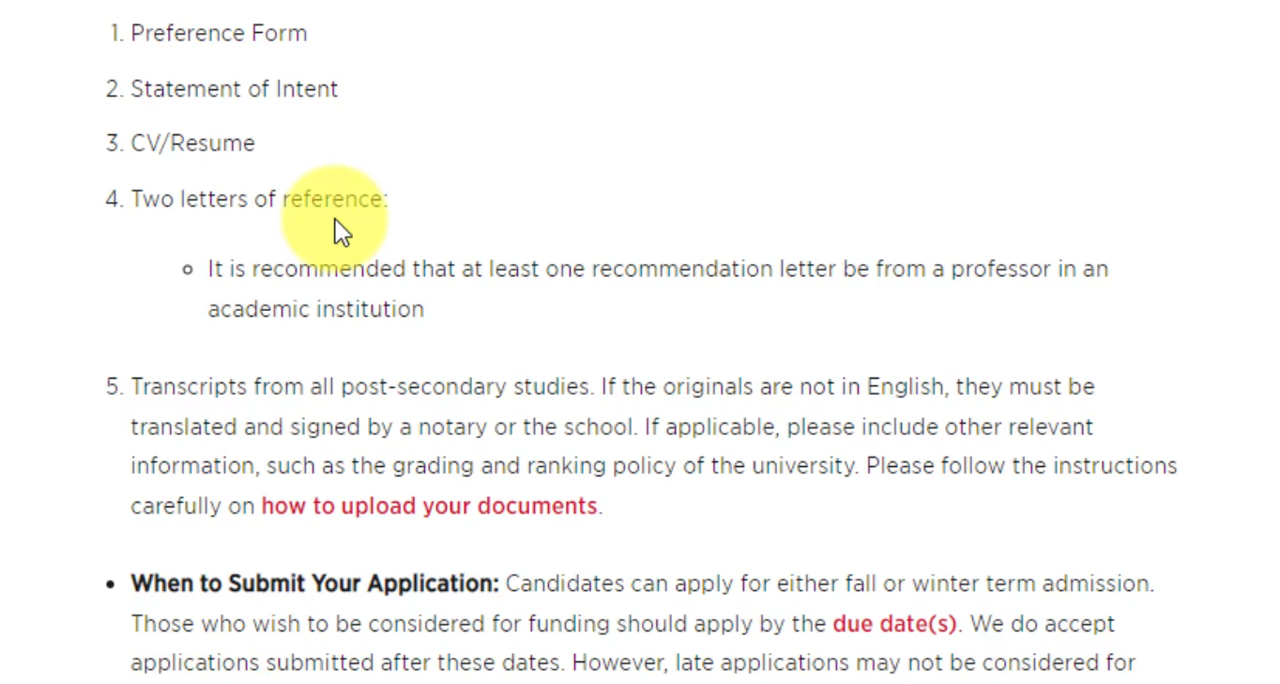 1. Preference Form
2. Statement of Intent
3. CV/Resume
4. Two letters of reference:
It is recommended that at least one recommendation letter be from a professor in an
academic institution
5. Transcripts from all post-secondary studies. If the originals are not in English, they must be
translated and signed by a notary or the school. If applicable, please include other relevant
information, such as the grading and ranking policy of the university. Please follow the instructions
carefully on how to upload your documents.
When to Submit Your Application: Candidates can apply for either fall or winter term admission.
Those who wish to be considered for funding should apply by the due date(s). We do accept
applications submitted after these dates. However, late applications may not be considered for